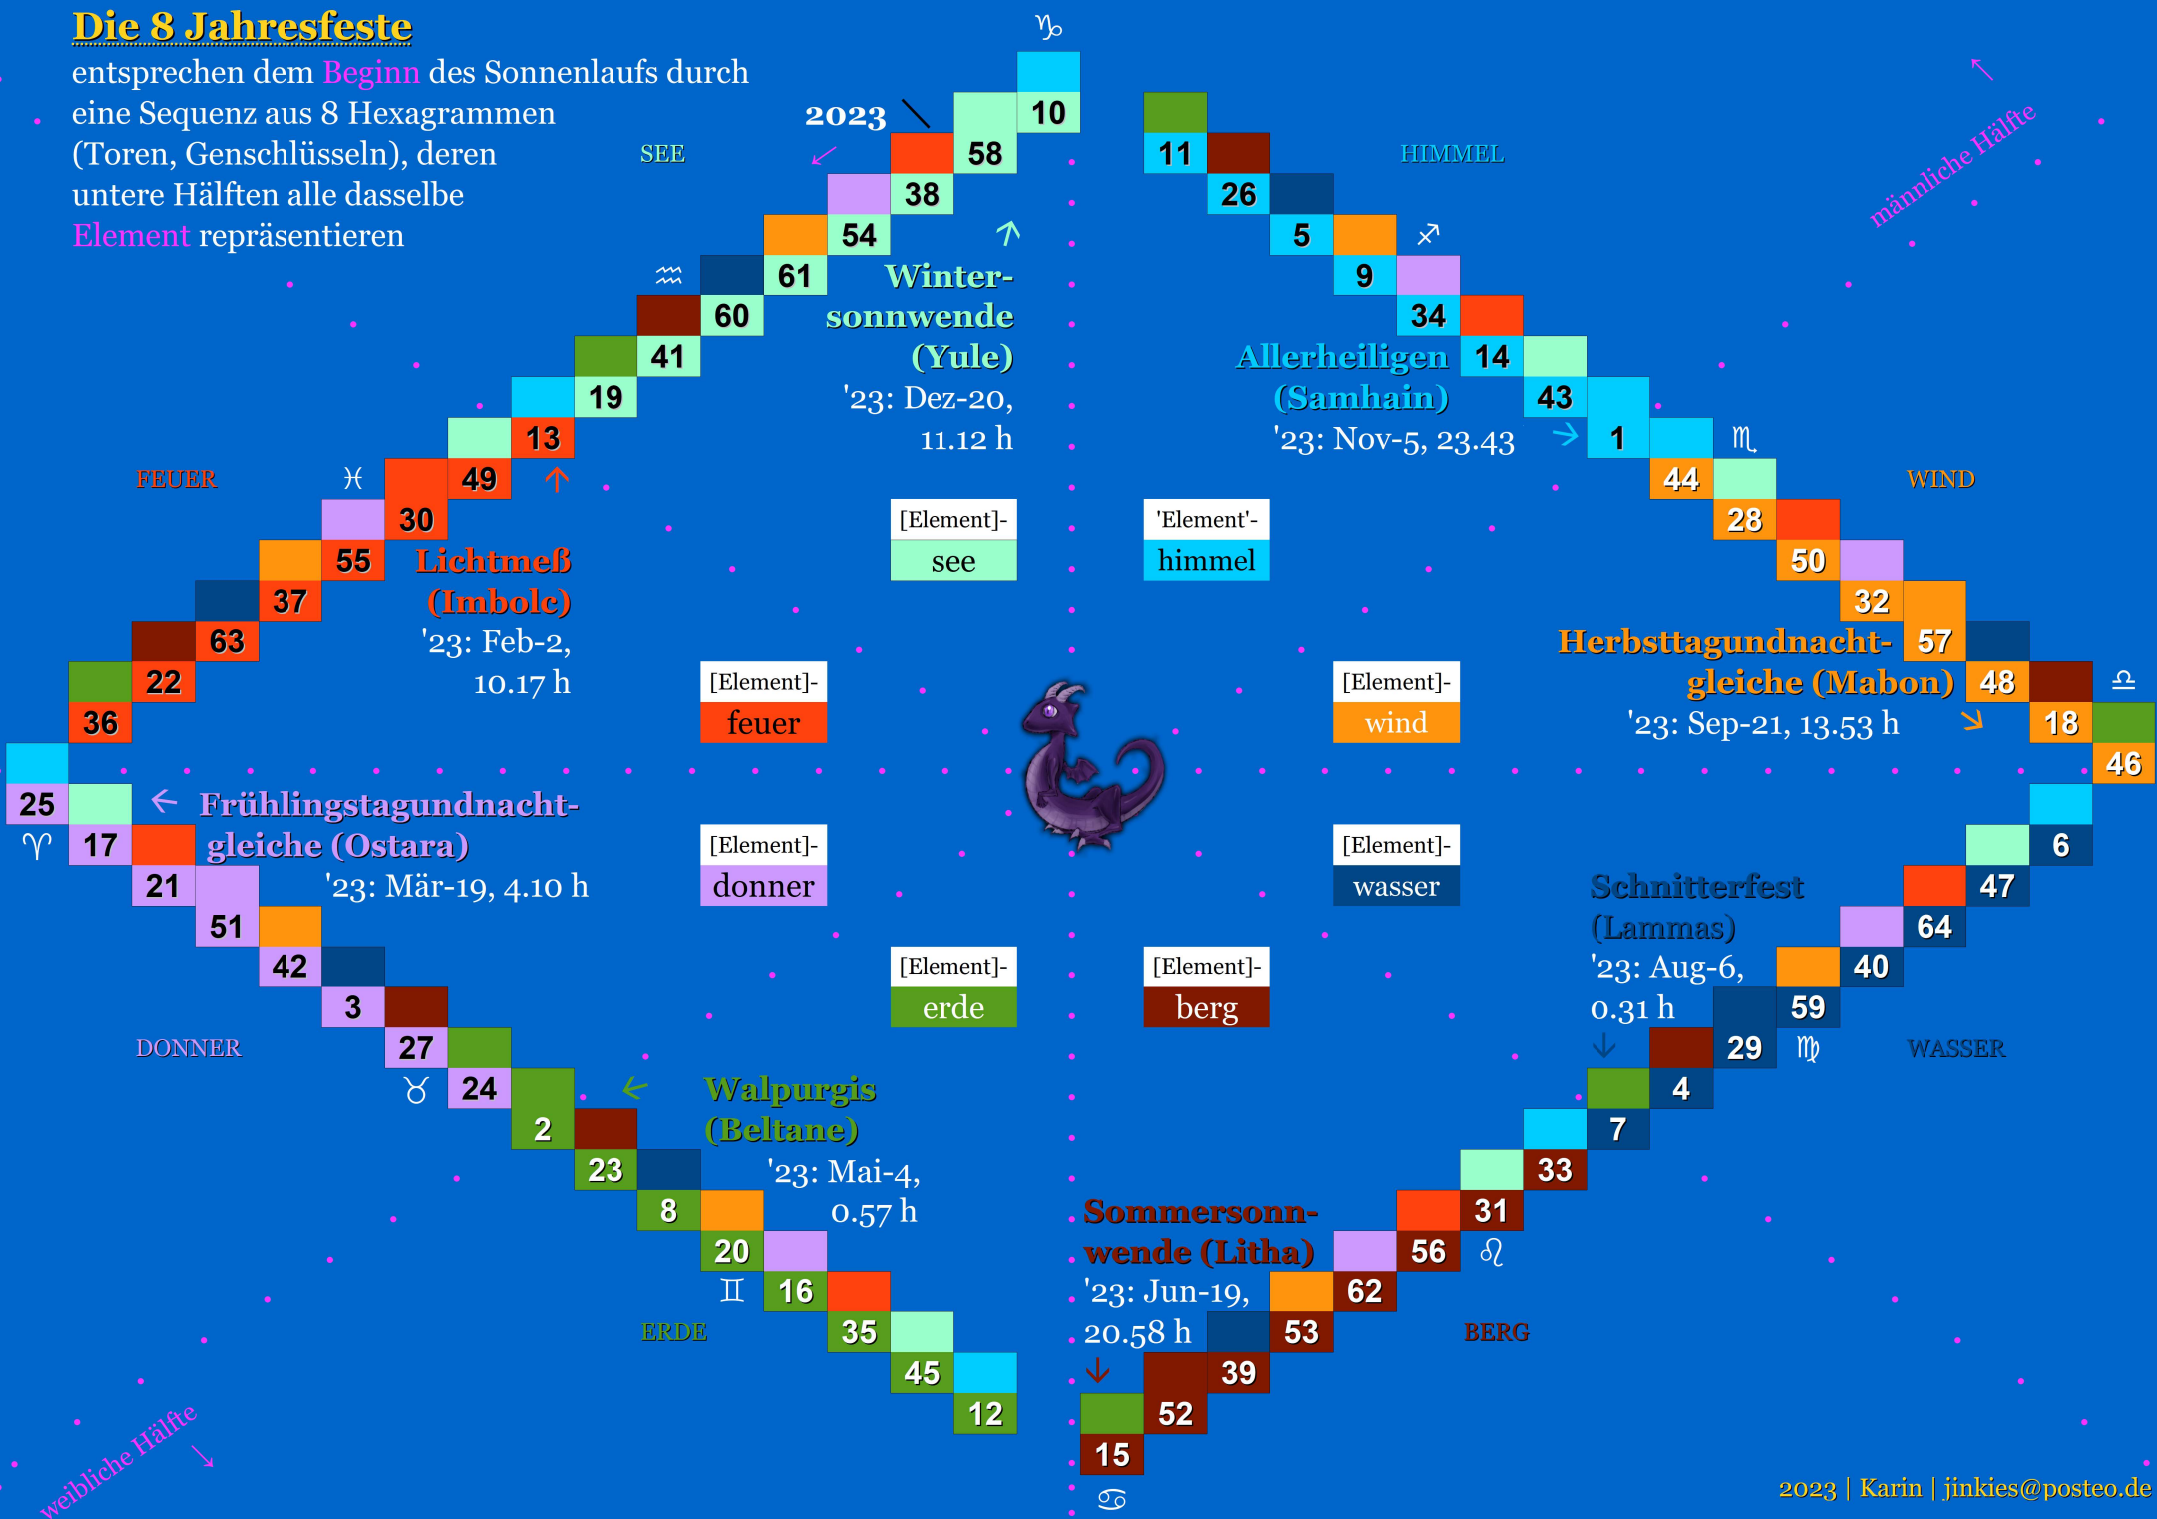 Die 8 Jahresfeste
entsprechen dem Beginn des Sonnenlaufs durch
eine Sequenz aus 8 Hexagrammen
(Toren, Genschlüsseln), deren
untere Hälften alle dasselbe
Element repräsentieren
♑
2023
10
58
38
54
61
60
41
19
SEE
♒
Winter-
sonnwende
(Yule)
'23: Dez-20,
11.12 h
11
26
5
9
34
14
43
1
HIMMEL
♐
männliche Hälfte
Allerheiligen
(Samhain)
'23: Nov-5, 23.43
13
49
30
55
37
63
22
36
FEUER
♓
Lichtmeß
(Imbolc)
'23: Feb-2,
10.17 h
44
28
50
32
57
48
18
46
♏
WIND
♎
Herbsttagundnacht-
gleiche (Mabon)
'23: Sep-21, 13.53 h
[Element]-
see
'Element'-
himmel
[Element]-
feuer
[Element]-
wind
[Element]-
donner
[Element]-
wasser
[Element]-
erde
[Element]-
berg
25
17
21
51
42
3
27
24
♈
Frühlingstagundnacht-
gleiche (Ostara)
'23: Mär-19, 4.10 h
DONNER
♉
6
47
64
40
59
29
4
7
Schnitterfest
(Lammas)
'23: Aug-6,
0.31 h
♍
WASSER
2
23
8
20
16
35
45
12
Walpurgis
(Beltane)
'23: Mai-4,
0.57 h
♊
ERDE
33
31
56
62
53
39
52
15
Sommersonn-
wende (Litha)
'23: Jun-19,
20.58 h
♌
BERG
♋
weibliche Hälfte
2023 | Karin | jinkies@posteo.de